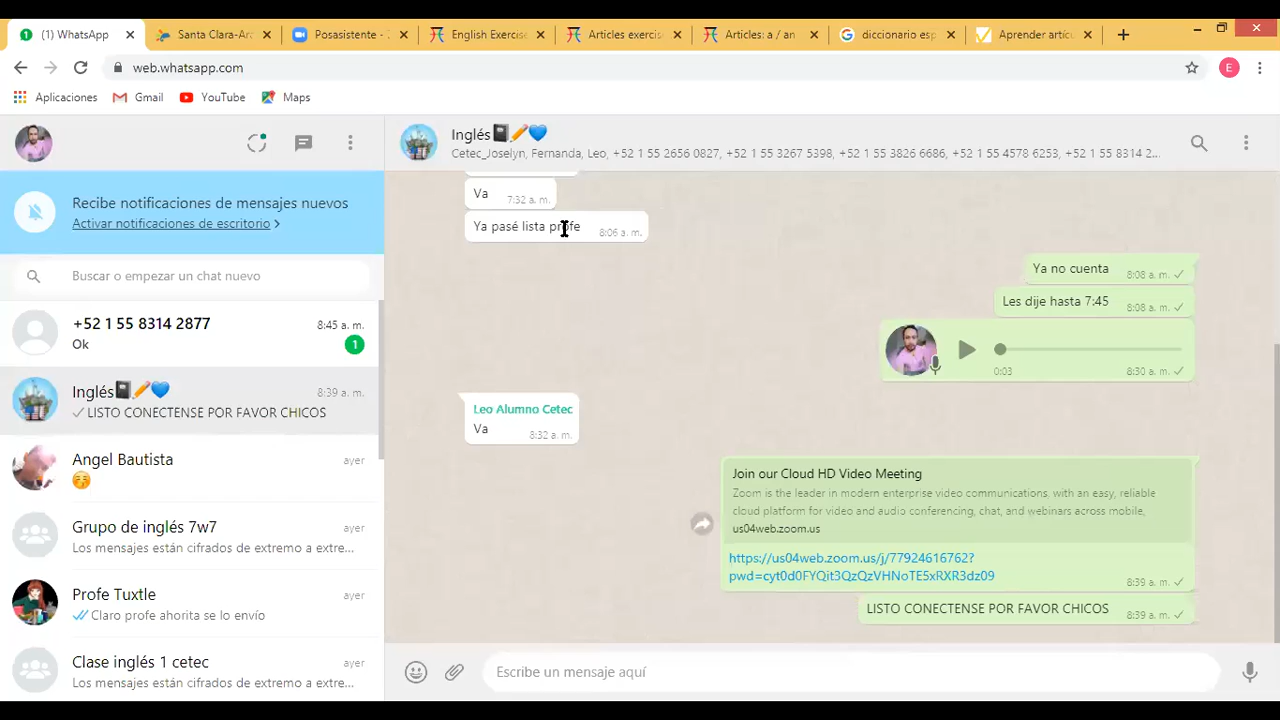 (1) WhatsApp
Santa Clara-Arc
Posasistente - Z
English Exercise
Articles exercis
Articles: a / an
diccionario esp
Aprender artícu
web.whatsapp.com
E
Aplicaciones
Gmail
YouTube
Maps
Recibe notificaciones de mensajes nuevos
Activar notificaciones de escritorio >
Buscar o empezar un chat nuevo
+52 1 55 8314 2877
8:45 a. m.
Ok
1
Inglés📓✏️💙
8:39 a. m.
LISTO CONECTENSE POR FAVOR CHICOS
Angel Bautista
ayer
😚
Grupo de inglés 7w7
ayer
Los mensajes están cifrados de extremo a extre...
Profe Tuxtle
ayer
Claro profe ahorita se lo envío
Clase inglés 1 cetec
ayer
Los mensajes están cifrados de extremo a extre...
Inglés📓✏️💙
Cetec_Joselyn, Fernanda, Leo, +52 1 55 2656 0827, +52 1 55 3267 5398, +52 1 55 3826 6686, +52 1 55 4578 6253, +52 1 55 8314 2...
Va
7:32 a. m.
Ya pasé lista profe
8:06 a. m.
Ya no cuenta
8:08 a. m.
Les dije hasta 7:45
8:08 a. m.
0:03
8:30 a. m.
Leo Alumno Cetec
Va
8:32 a. m.
Join our Cloud HD Video Meeting
Zoom is the leader in modern enterprise video communications, with an easy, reliable
cloud platform for video and audio conferencing, chat, and webinars across mobile,
us04web.zoom.us
https://us04web.zoom.us/j/77924616762?
pwd=cyt0d0FYQit3QzQzVHNoTE5xRXR3dz09
8:39 a. m.
LISTO CONECTENSE POR FAVOR CHICOS
8:39 a. m.
Escribe un mensaje aquí